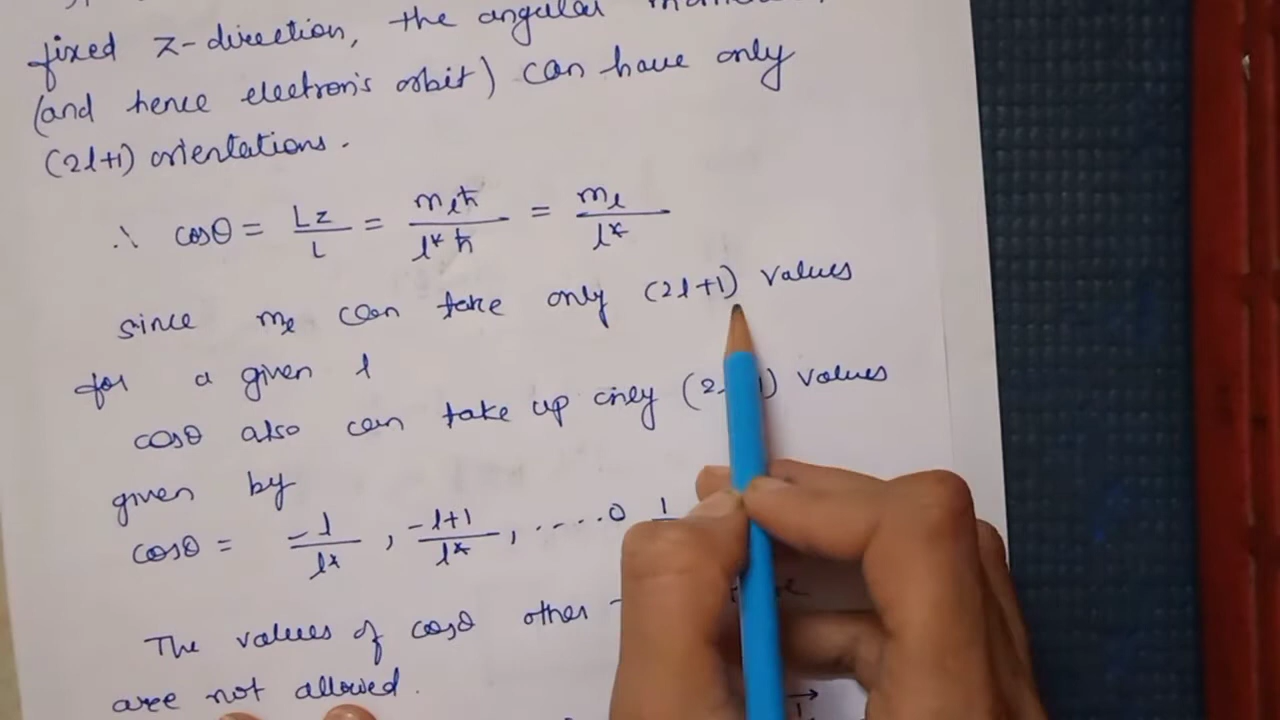 fixed z-direction, the angular
(and hence electron's orbit) can have only
(2l+1) orientations.
∴ cosθ = Lz/L = mₗħ/l*ħ = mₗ/l*
since mₗ can take only (2l+1) values
for a given l
cosθ also can take up only values
given by
cosθ = -l/l*, -l+1/l*, .....0 1
The values of cosθ other
are not allowed.